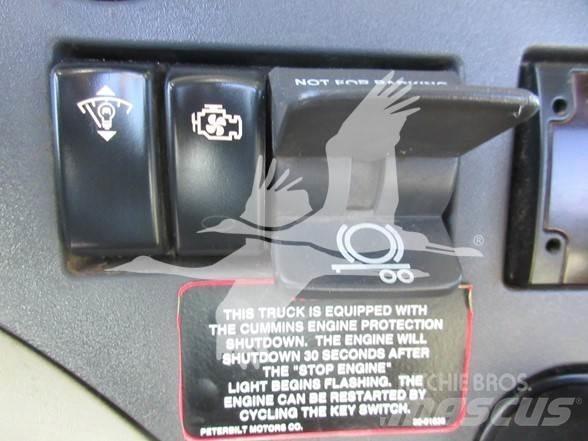 NOT FOR PARKING
THIS TRUCK IS EQUIPPED WITH
THE CUMMINS ENGINE PROTECTION
SHUTDOWN. THE ENGINE WILL
SHUTDOWN 30 SECONDS AFTER
THE "STOP ENGINE"
LIGHT BEGINS FLASHING. THE
ENGINE CAN BE RESTARTED BY
CYCLING THE KEY SWITCH.
PETERBILT MOTORS CO.
RITCHIE BROS.
MASCUS